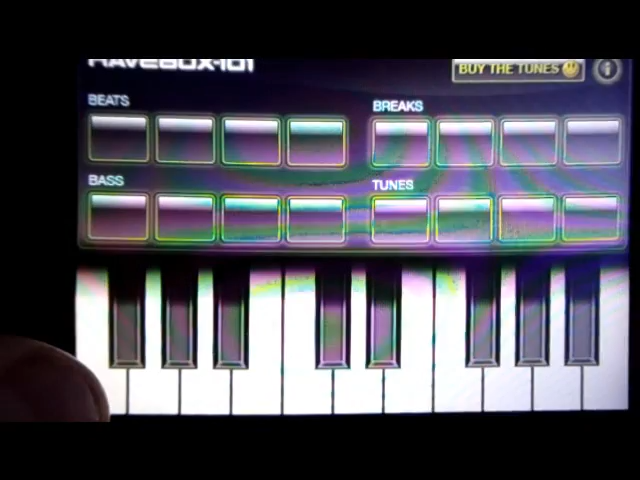 RAVEBOX-101
BUY THE TUNES
i
BEATS
BREAKS
BASS
TUNES